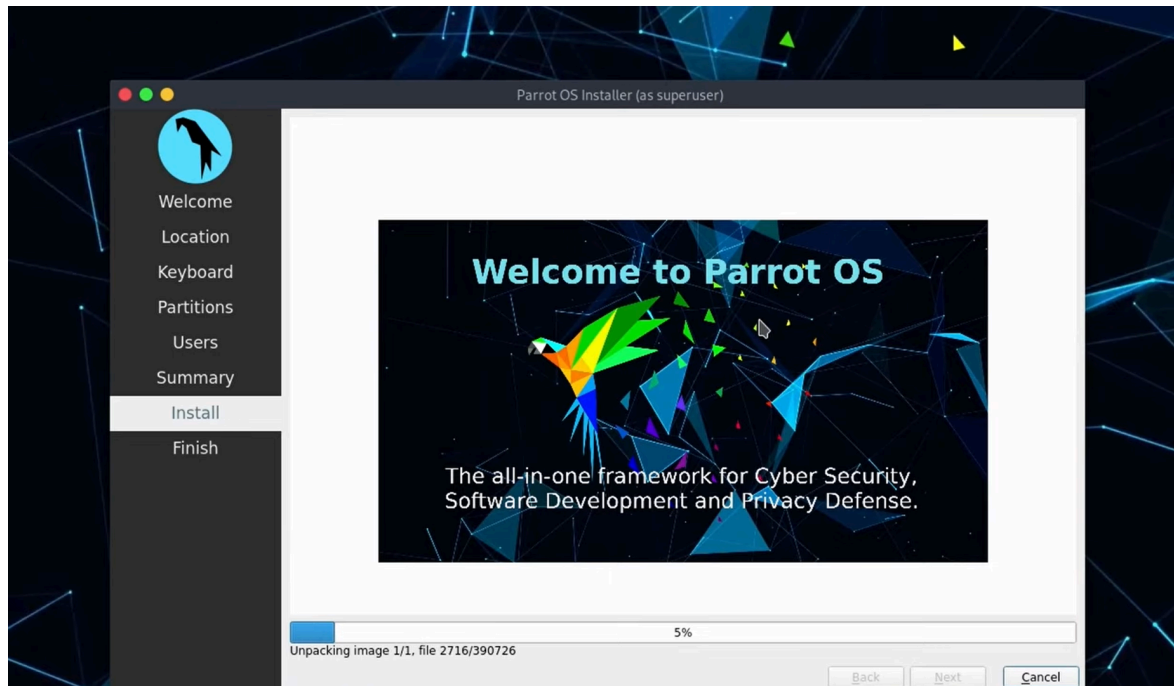 Parrot OS Installer (as superuser)
Welcome
Location
Keyboard
Partitions
Users
Summary
Install
Finish
Welcome to Parrot OS
The all-in-one framework for Cyber Security,
Software Development and Privacy Defense.
5%
Unpacking image 1/1, file 2716/390726
Back
Next
Cancel